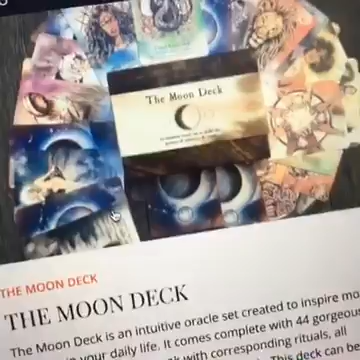 The Moon Deck
THE MOON DECK
THE MOON DECK
The Moon Deck is an intuitive oracle set created to inspire mo
your daily life. It comes complete with 44 gorgeous
with corresponding rituals, all
This deck can be